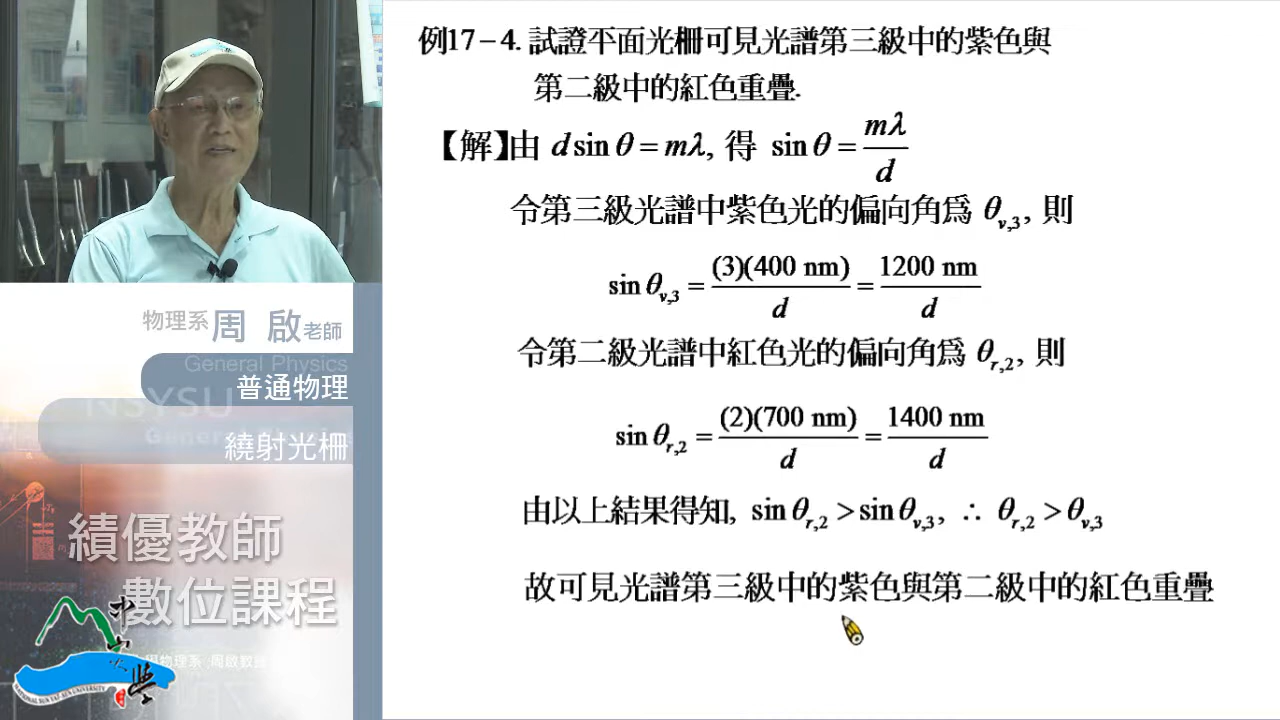 例17－4. 試證平面光柵可見光譜第三級中的紫色與
第二級中的紅色重疊.
【解】由 d sin θ = mλ, 得 sin θ = mλ / d
令第三級光譜中紫色光的偏向角為 θv,3, 則
sin θv,3 = (3)(400 nm) / d = 1200 nm / d
令第二級光譜中紅色光的偏向角為 θr,2, 則
sin θr,2 = (2)(700 nm) / d = 1400 nm / d
由以上結果得知, sin θr,2 > sin θv,3, ∴ θr,2 > θv,3
故可見光譜第三級中的紫色與第二級中的紅色重疊
物理系 周 啟 老師
General Physics
普通物理
NSYSU
繞射光柵
績優教師
數位課程